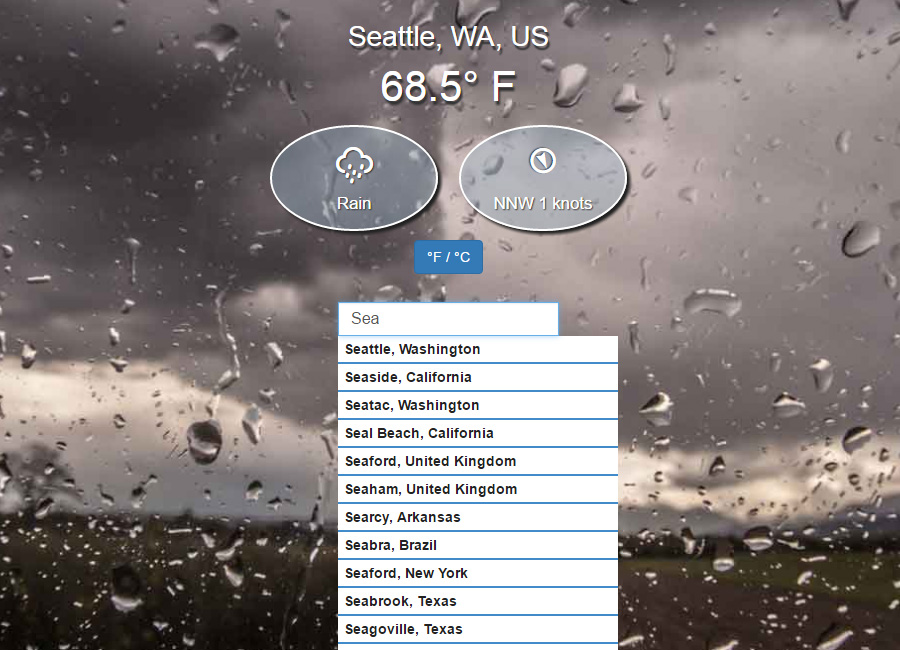 Seattle, WA, US
68.5° F
Rain
NNW 1 knots
°F / °C
Sea
Seattle, Washington
Seaside, California
Seatac, Washington
Seal Beach, California
Seaford, United Kingdom
Seaham, United Kingdom
Searcy, Arkansas
Seabra, Brazil
Seaford, New York
Seabrook, Texas
Seagoville, Texas